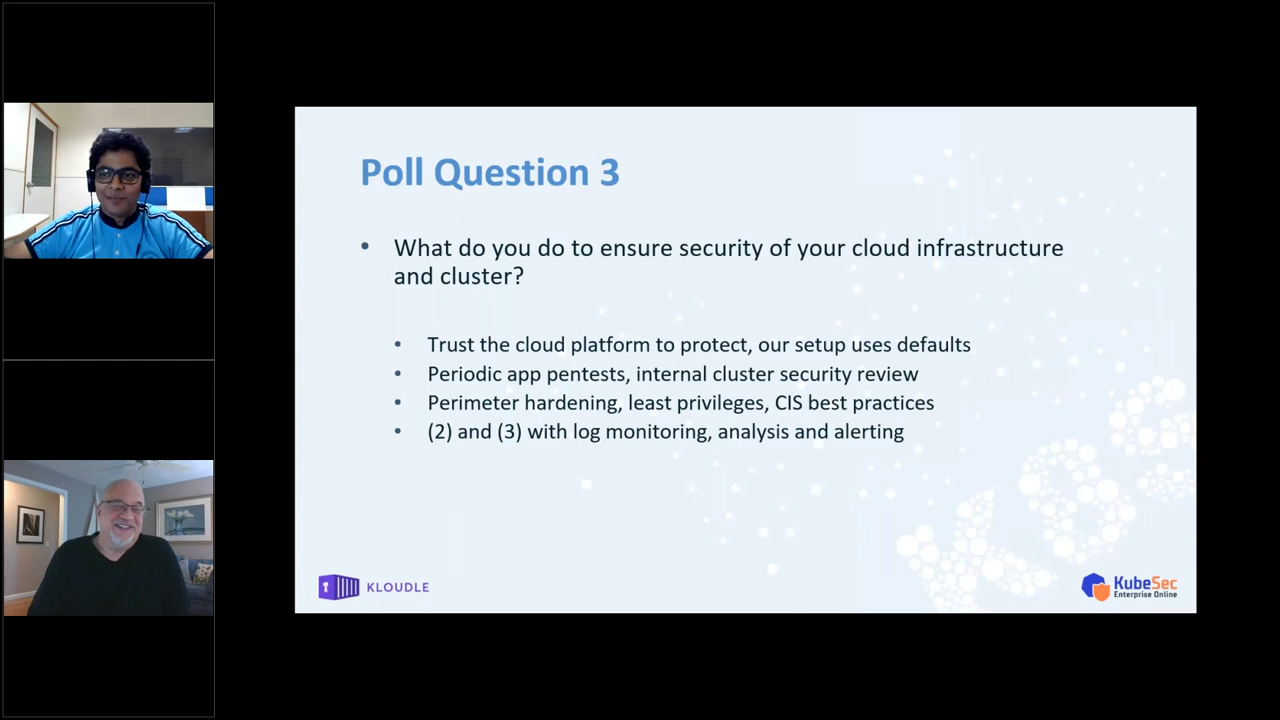 Poll Question 3
• What do you do to ensure security of your cloud infrastructure
and cluster?
• Trust the cloud platform to protect, our setup uses defaults
• Periodic app pentests, internal cluster security review
• Perimeter hardening, least privileges, CIS best practices
• (2) and (3) with log monitoring, analysis and alerting
KLOUDLE
KubeSec
Enterprise Online